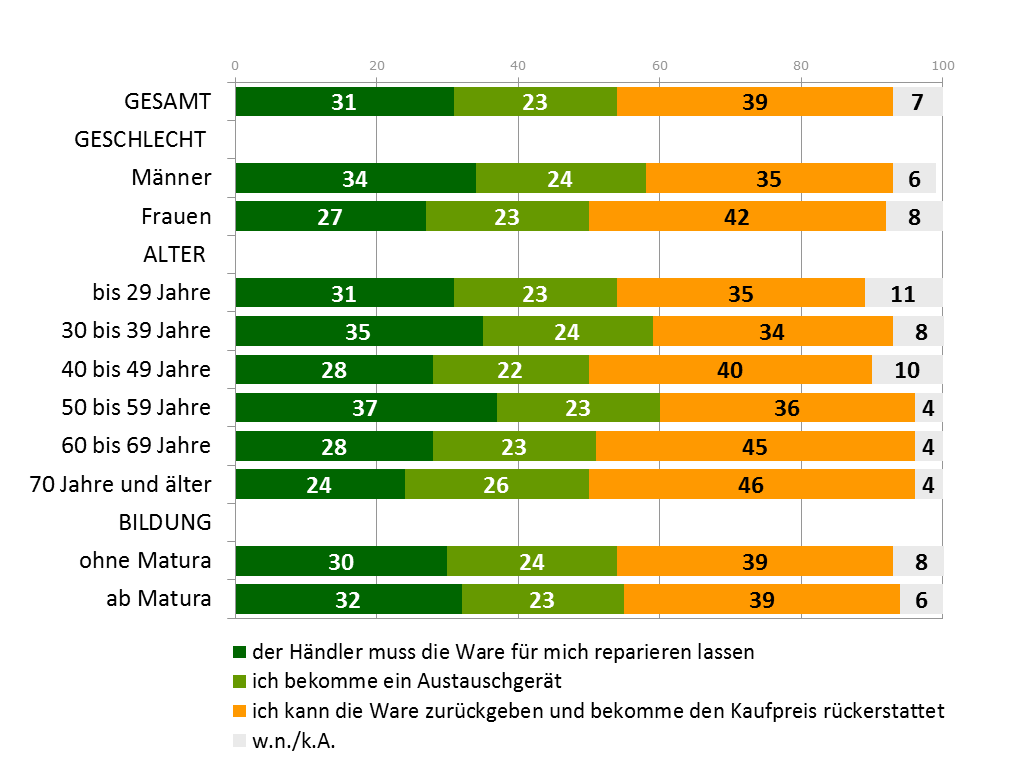 0 20 40 60 80 100
GESAMT 31 23 39 7
GESCHLECHT
Männer 34 24 35 6
Frauen 27 23 42 8
ALTER
bis 29 Jahre 31 23 35 11
30 bis 39 Jahre 35 24 34 8
40 bis 49 Jahre 28 22 40 10
50 bis 59 Jahre 37 23 36 4
60 bis 69 Jahre 28 23 45 4
70 Jahre und älter 24 26 46 4
BILDUNG
ohne Matura 30 24 39 8
ab Matura 32 23 39 6
der Händler muss die Ware für mich reparieren lassen
ich bekomme ein Austauschgerät
ich kann die Ware zurückgeben und bekomme den Kaufpreis rückerstattet
w.n./k.A.